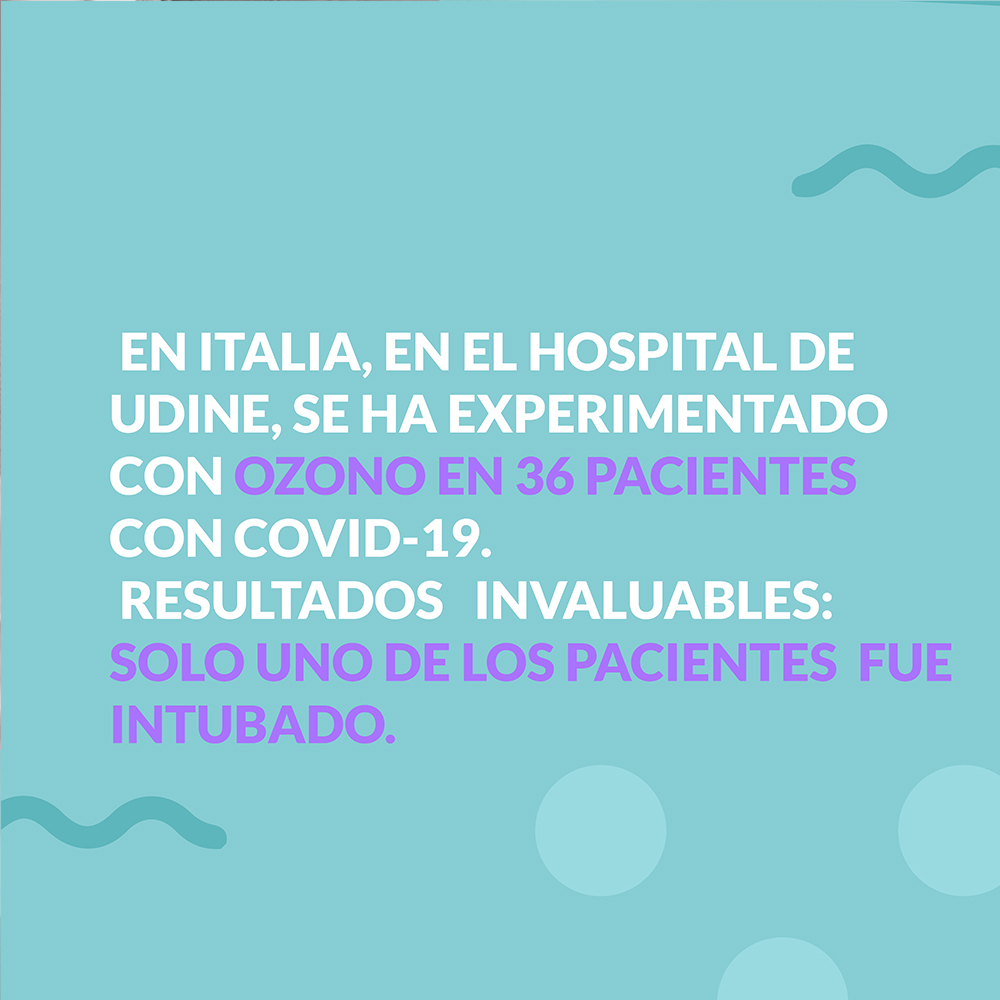 EN ITALIA, EN EL HOSPITAL DE
UDINE, SE HA EXPERIMENTADO
CON OZONO EN 36 PACIENTES
CON COVID-19.
RESULTADOS INVALUABLES:
SOLO UNO DE LOS PACIENTES FUE
INTUBADO.